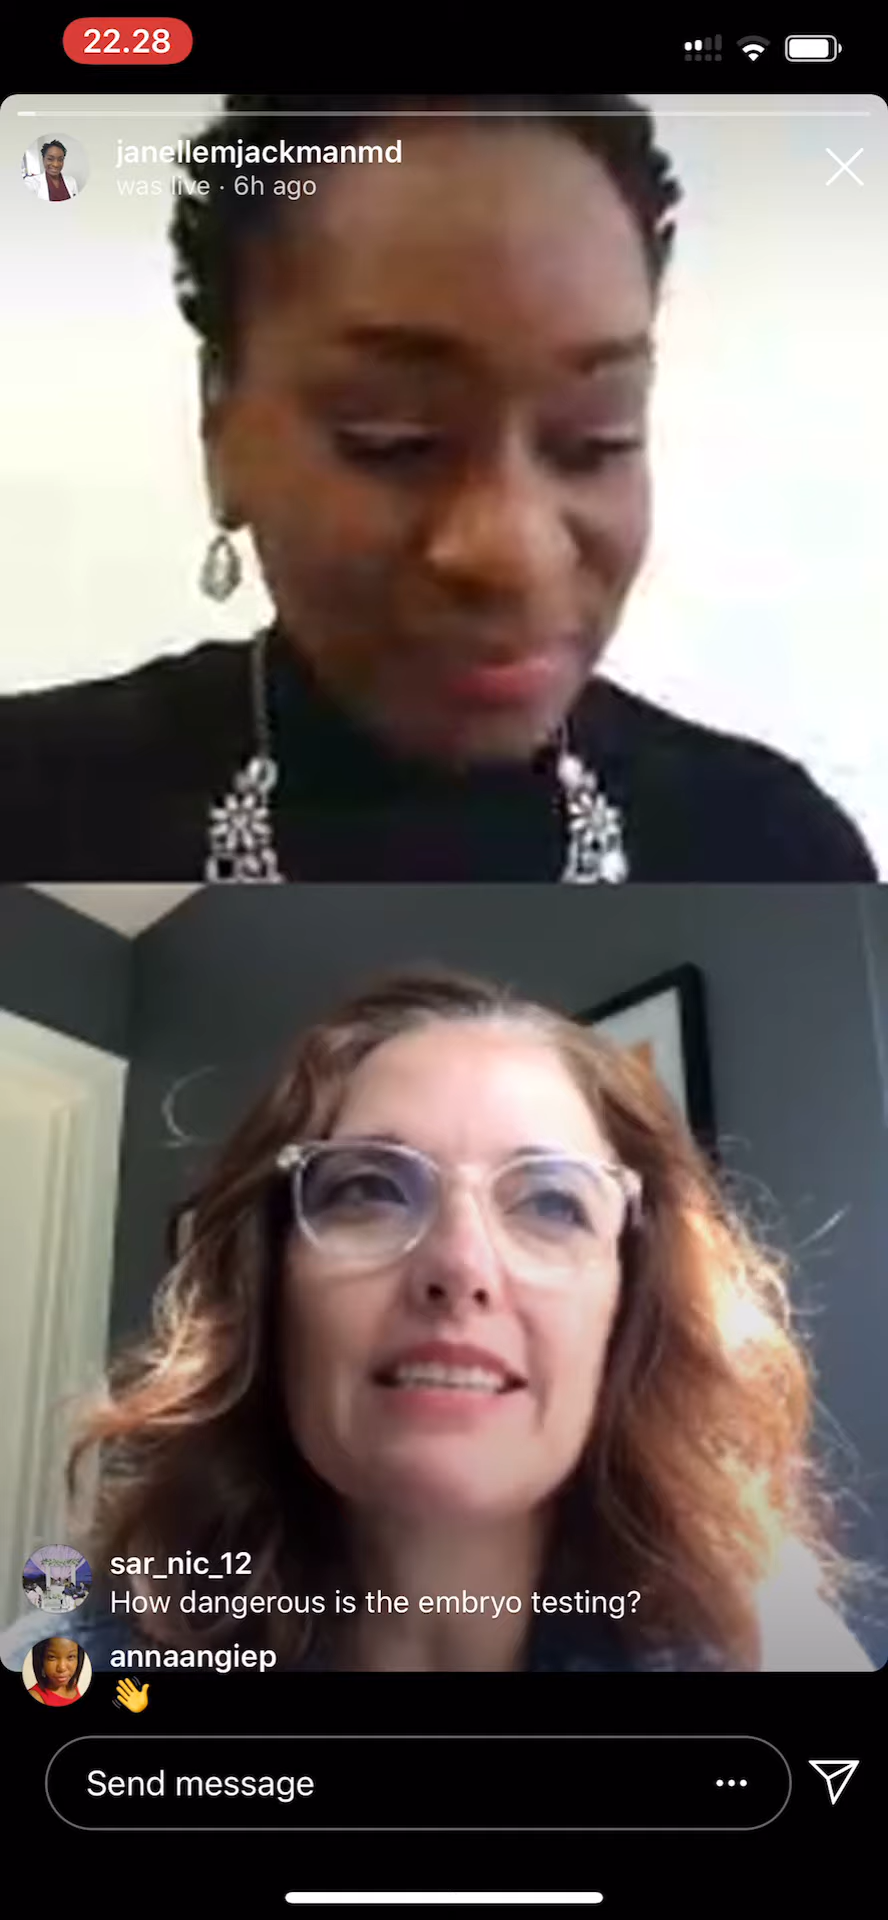 22.28
janellemjackmanmd
was live · 6h ago
sar_nic_12
How dangerous is the embryo testing?
annaangiep
👋
Send message